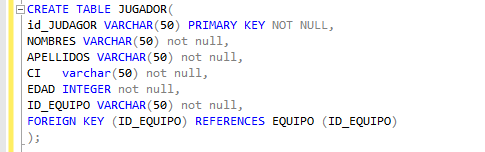 CREATE TABLE JUGADOR(
id_JUDAGOR VARCHAR(50) PRIMARY KEY NOT NULL,
NOMBRES VARCHAR(50) not null,
APELLIDOS VARCHAR(50) not null,
CI   varchar(50) not null,
EDAD INTEGER not null,
ID_EQUIPO VARCHAR(50) not null,
FOREIGN KEY (ID_EQUIPO) REFERENCES EQUIPO (ID_EQUIPO)
);